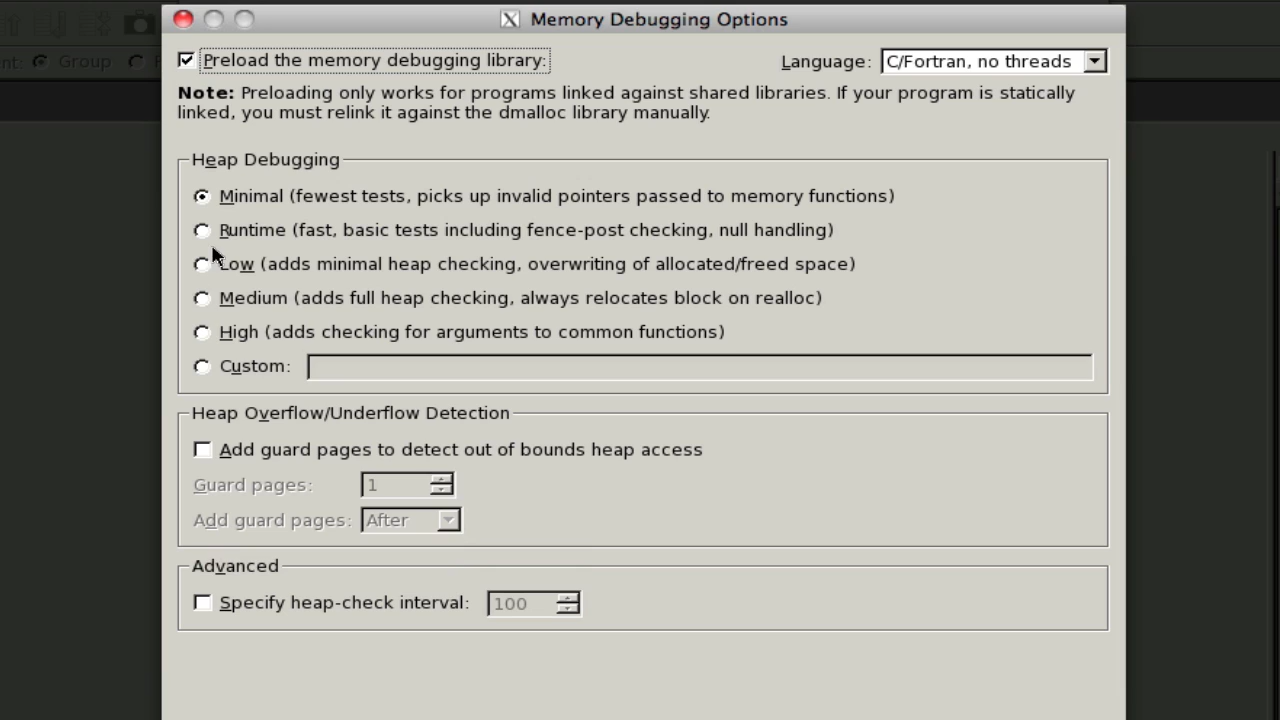 Memory Debugging Options
Preload the memory debugging library: Language: C/Fortran, no threads
Note: Preloading only works for programs linked against shared libraries. If your program is statically
linked, you must relink it against the dmalloc library manually.
Heap Debugging
Minimal (fewest tests, picks up invalid pointers passed to memory functions)
Runtime (fast, basic tests including fence-post checking, null handling)
Low (adds minimal heap checking, overwriting of allocated/freed space)
Medium (adds full heap checking, always relocates block on realloc)
High (adds checking for arguments to common functions)
Custom:
Heap Overflow/Underflow Detection
Add guard pages to detect out of bounds heap access
Guard pages: 1
Add guard pages: After
Advanced
Specify heap-check interval: 100
Group